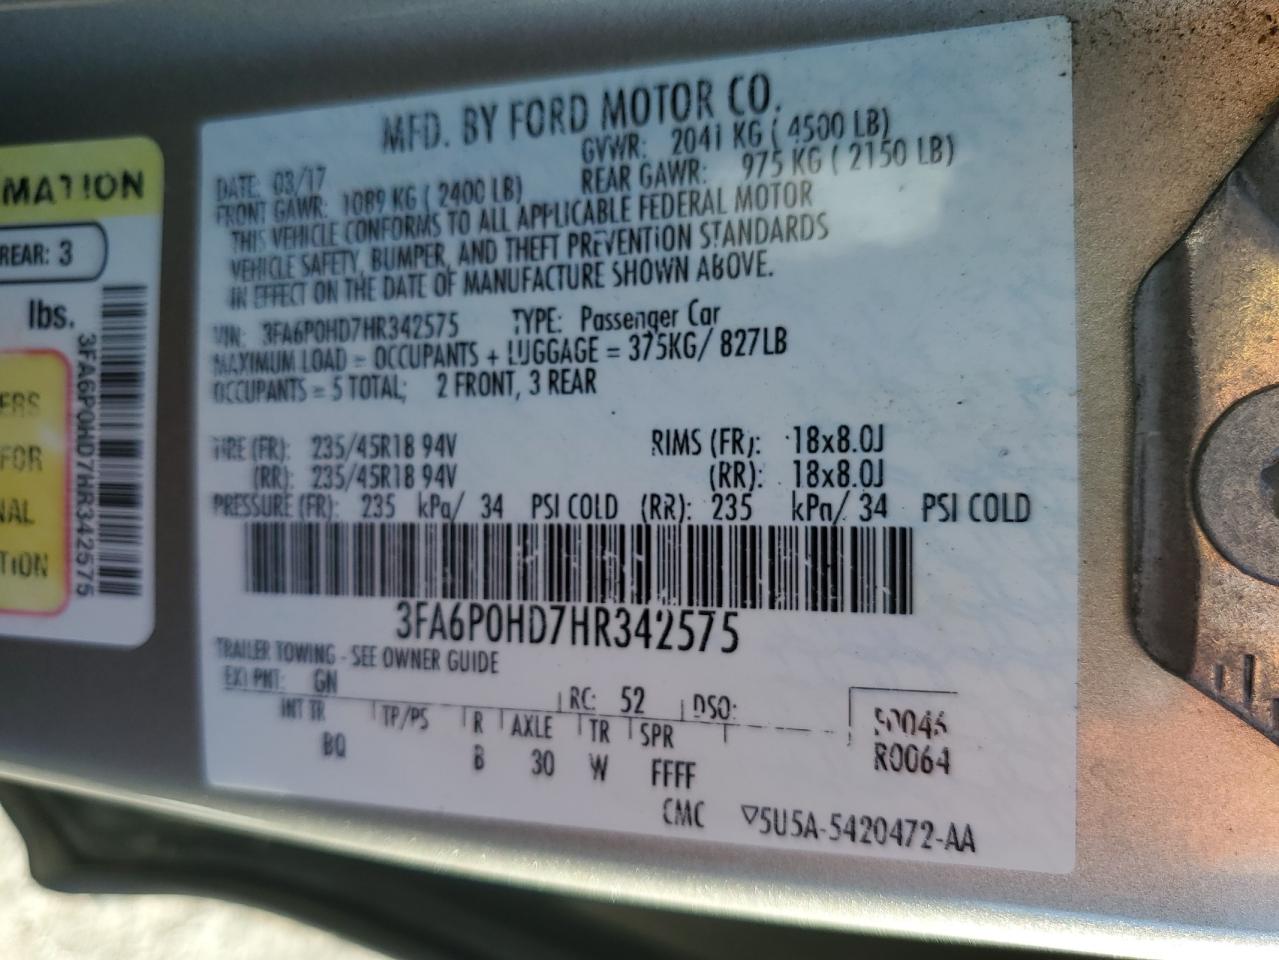 MATION
REAR: 3
lbs.
3FA6P0HD7HR342575
ERS
FOR
NAL
TION
MFD. BY FORD MOTOR CO.
DATE: 03/17
GVWR: 2041 KG ( 4500 LB)
FRONT GAWR: 1089 KG ( 2400 LB)
REAR GAWR: 975 KG ( 2150 LB)
THIS VEHICLE CONFORMS TO ALL APPLICABLE FEDERAL MOTOR
VEHICLE SAFETY, BUMPER, AND THEFT PREVENTION STANDARDS
IN EFFECT ON THE DATE OF MANUFACTURE SHOWN ABOVE.
VIN: 3FA6P0HD7HR342575 TYPE: Passenger Car
MAXIMUM LOAD = OCCUPANTS + LUGGAGE = 375KG/ 827LB
OCCUPANTS = 5 TOTAL; 2 FRONT, 3 REAR
TIRE (FR): 235/45R18 94V RIMS (FR): 18x8.0J
(RR): 235/45R18 94V (RR): 18x8.0J
PRESSURE (FR): 235 kPa/ 34 PSI COLD (RR): 235 kPa/ 34 PSI COLD
3FA6P0HD7HR342575
TRAILER TOWING - SEE OWNER GUIDE
EXT PNT: GN RC: 52 DSO:
INT TR TP/PS R AXLE TR SPR
BQ B 30 W FFFF
R0064
CMC ▽5U5A-5420472-AA